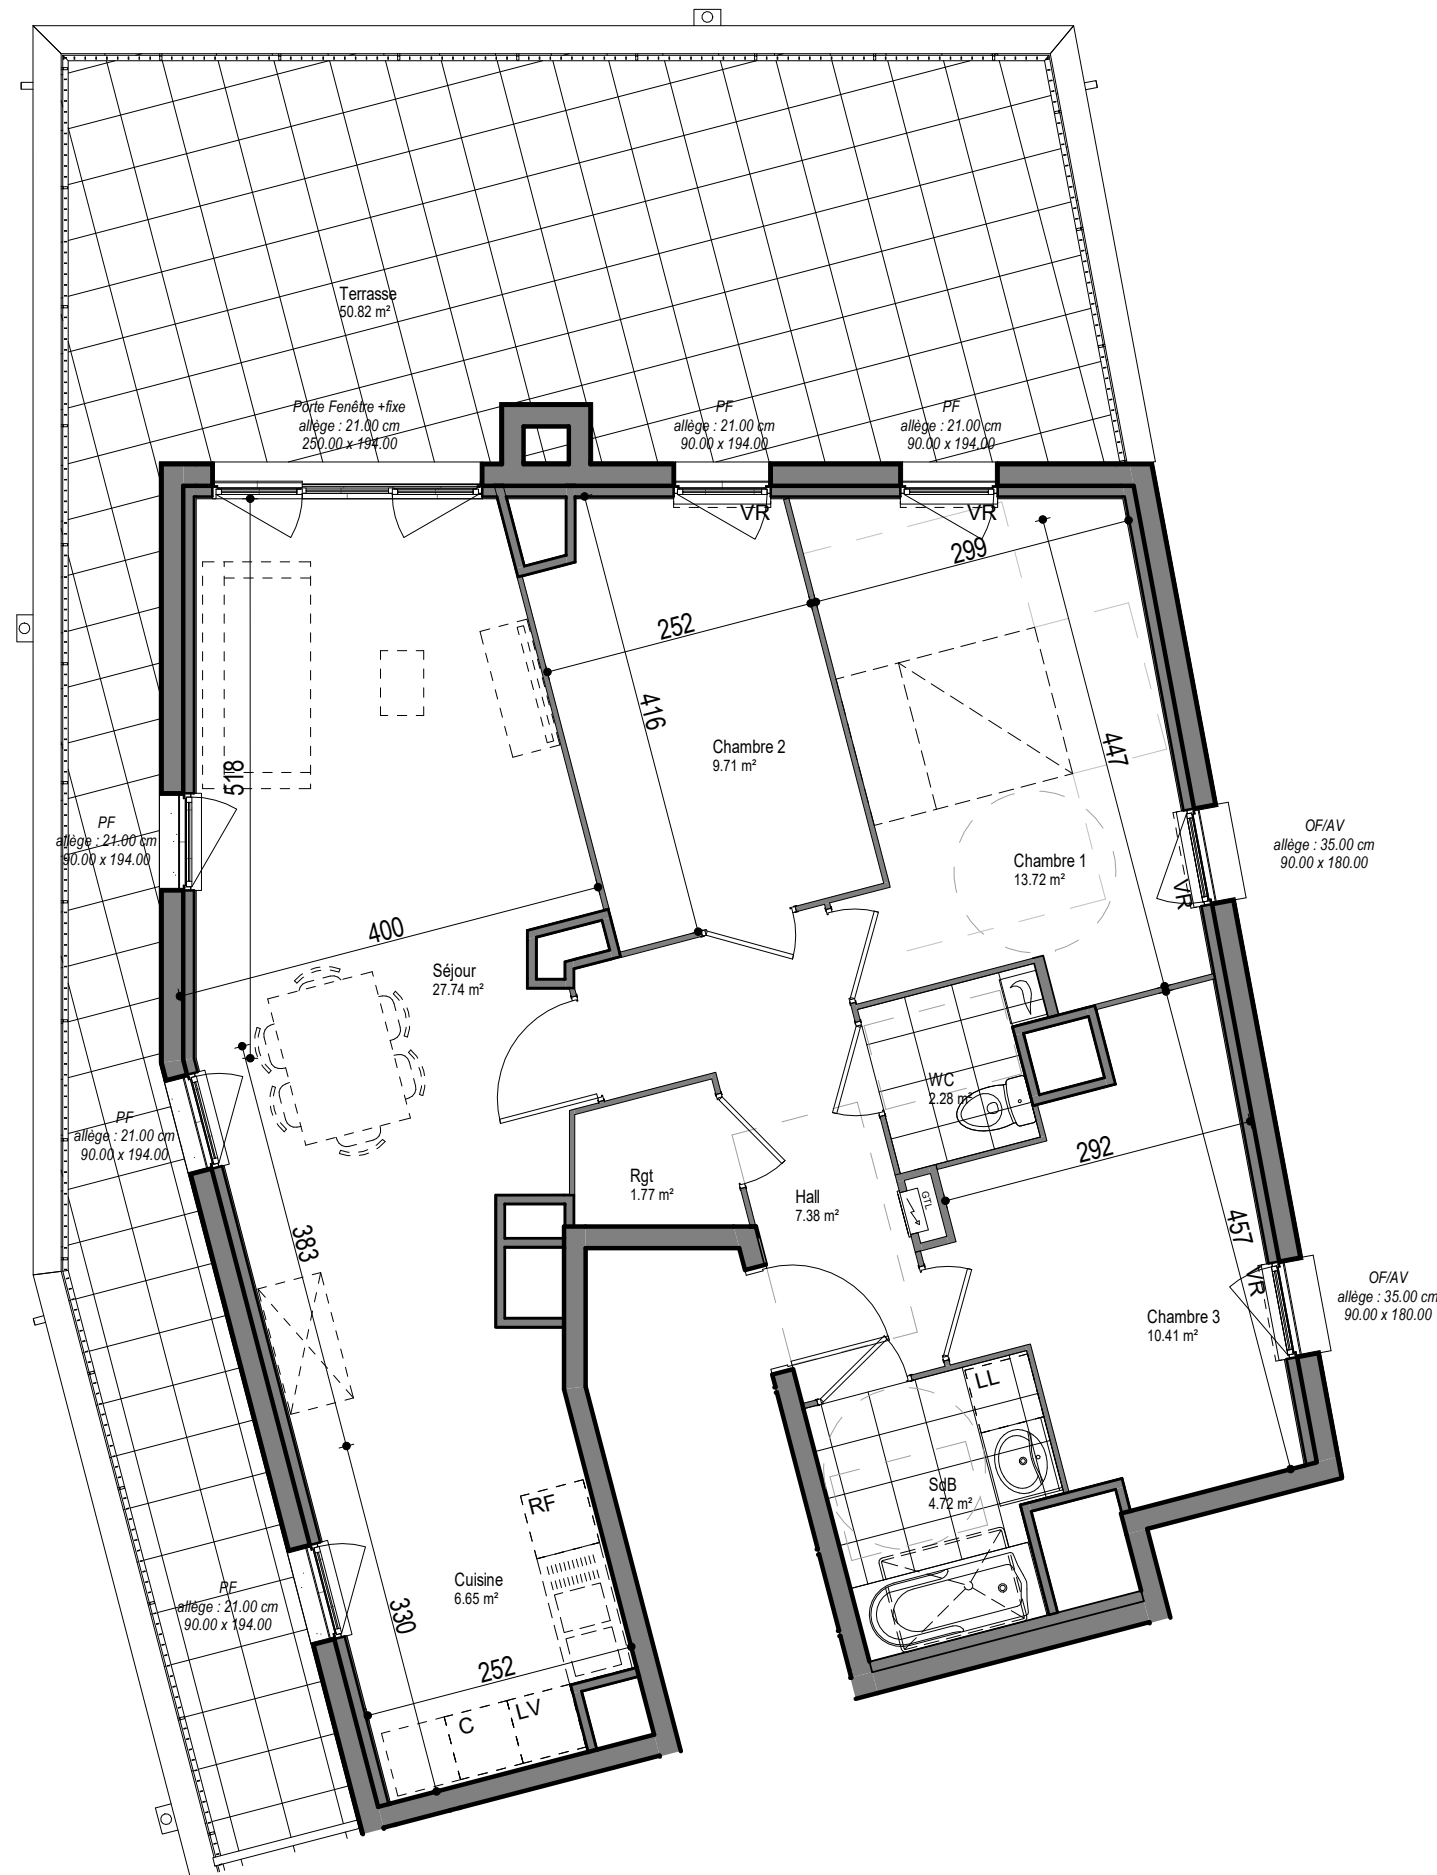 Terrasse
50.82 m²
Porte Fenêtre +fixe
allège : 21.00 cm
250.00 x 194.00
PF
allège : 21.00 cm
90.00 x 194.00
PF
allège : 21.00 cm
90.00 x 194.00
VR
VR
299
252
416
447
518
Chambre 2
9.71 m²
PF
allège : 21.00 cm
90.00 x 194.00
OF/AV
allège : 35.00 cm
90.00 x 180.00
Chambre 1
13.72 m²
VR
400
Séjour
27.74 m²
WC
2.28 m²
PF
allège : 21.00 cm
90.00 x 194.00
292
Rgt
1.77 m²
Hall
7.38 m²
GTL
383
457
VR
OF/AV
allège : 35.00 cm
90.00 x 180.00
Chambre 3
10.41 m²
LL
SdB
4.72 m²
RF
Cuisine
6.65 m²
PF
allège : 21.00 cm
90.00 x 194.00
330
252
C
LV